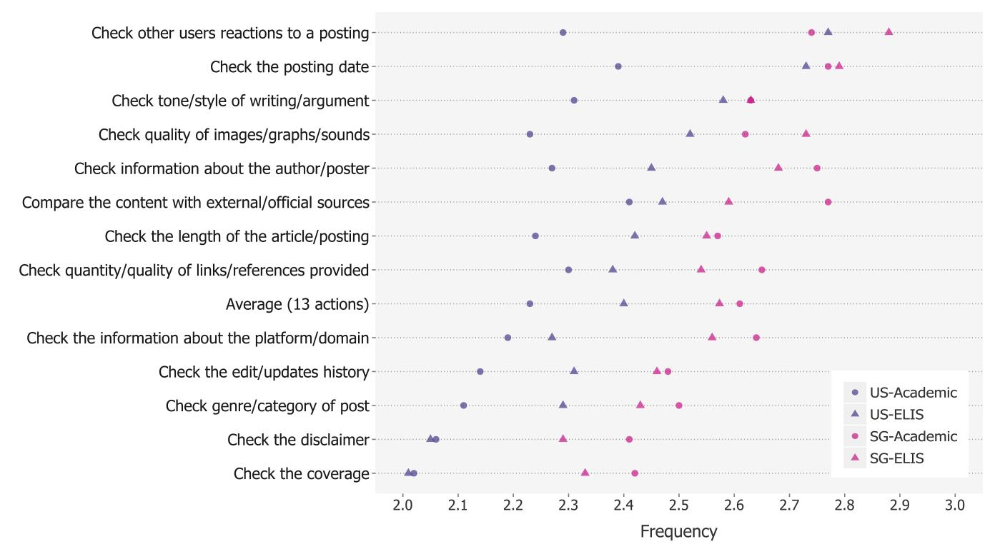 Check other users reactions to a posting
Check the posting date
Check tone/style of writing/argument
Check quality of images/graphs/sounds
Check information about the author/poster
Compare the content with external/official sources
Check the length of the article/posting
Check quantity/quality of links/references provided
Average (13 actions)
Check the information about the platform/domain
Check the edit/updates history
Check genre/category of post
Check the disclaimer
Check the coverage
US-Academic
US-ELIS
SG-Academic
SG-ELIS
2.0 2.1 2.2 2.3 2.4 2.5 2.6 2.7 2.8 2.9 3.0
Frequency